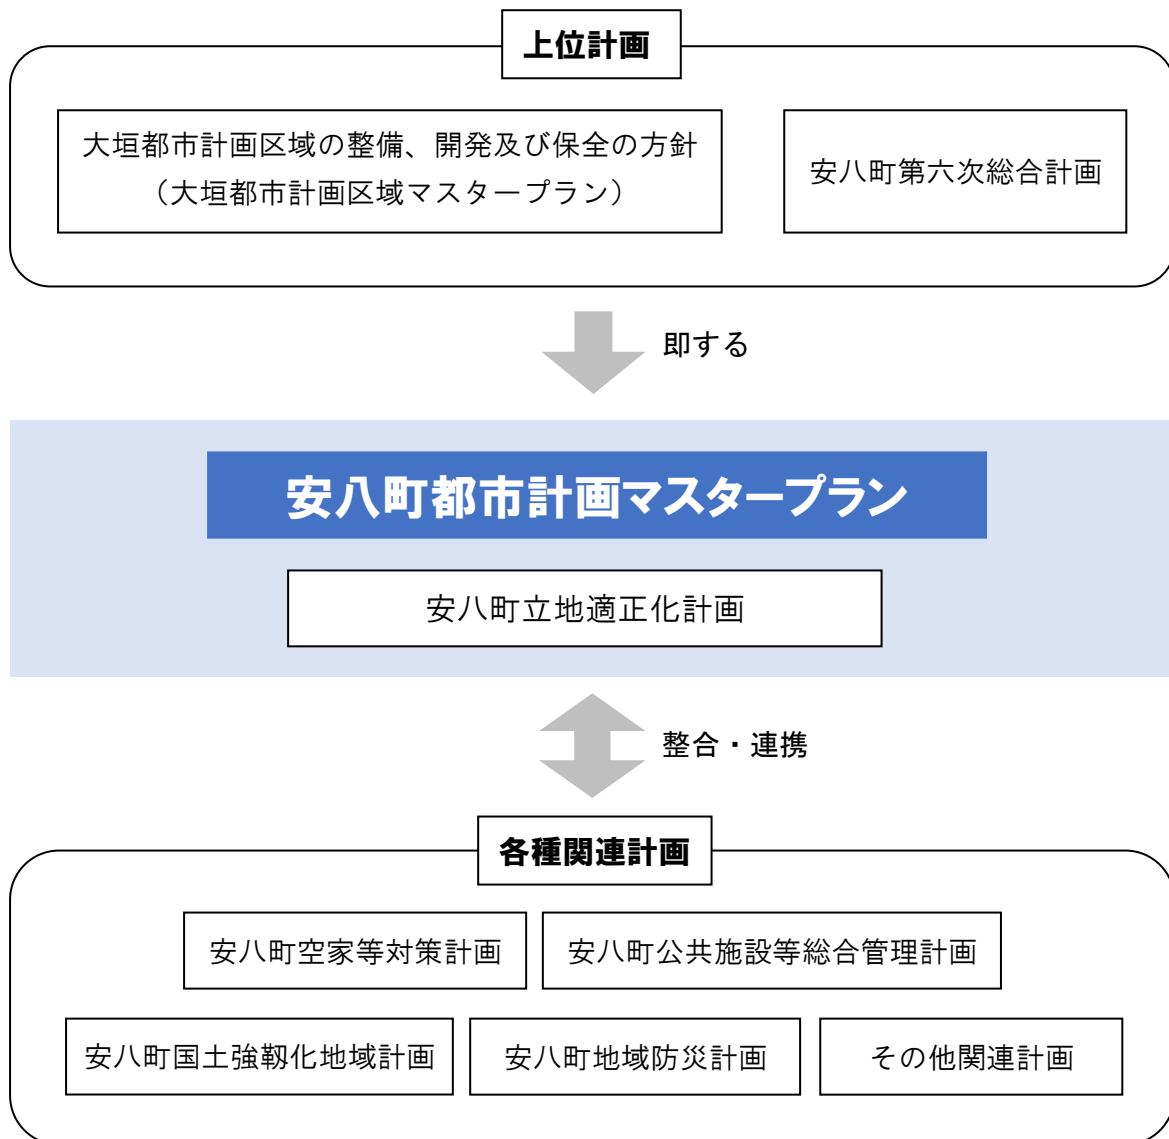 上位計画
大垣都市計画区域の整備、開発及び保全の方針
（大垣都市計画区域マスタープラン）
安八町第六次総合計画
即する
安八町都市計画マスタープラン
安八町立地適正化計画
整合・連携
各種関連計画
安八町空家等対策計画
安八町公共施設等総合管理計画
安八町国土強靱化地域計画
安八町地域防災計画
その他関連計画